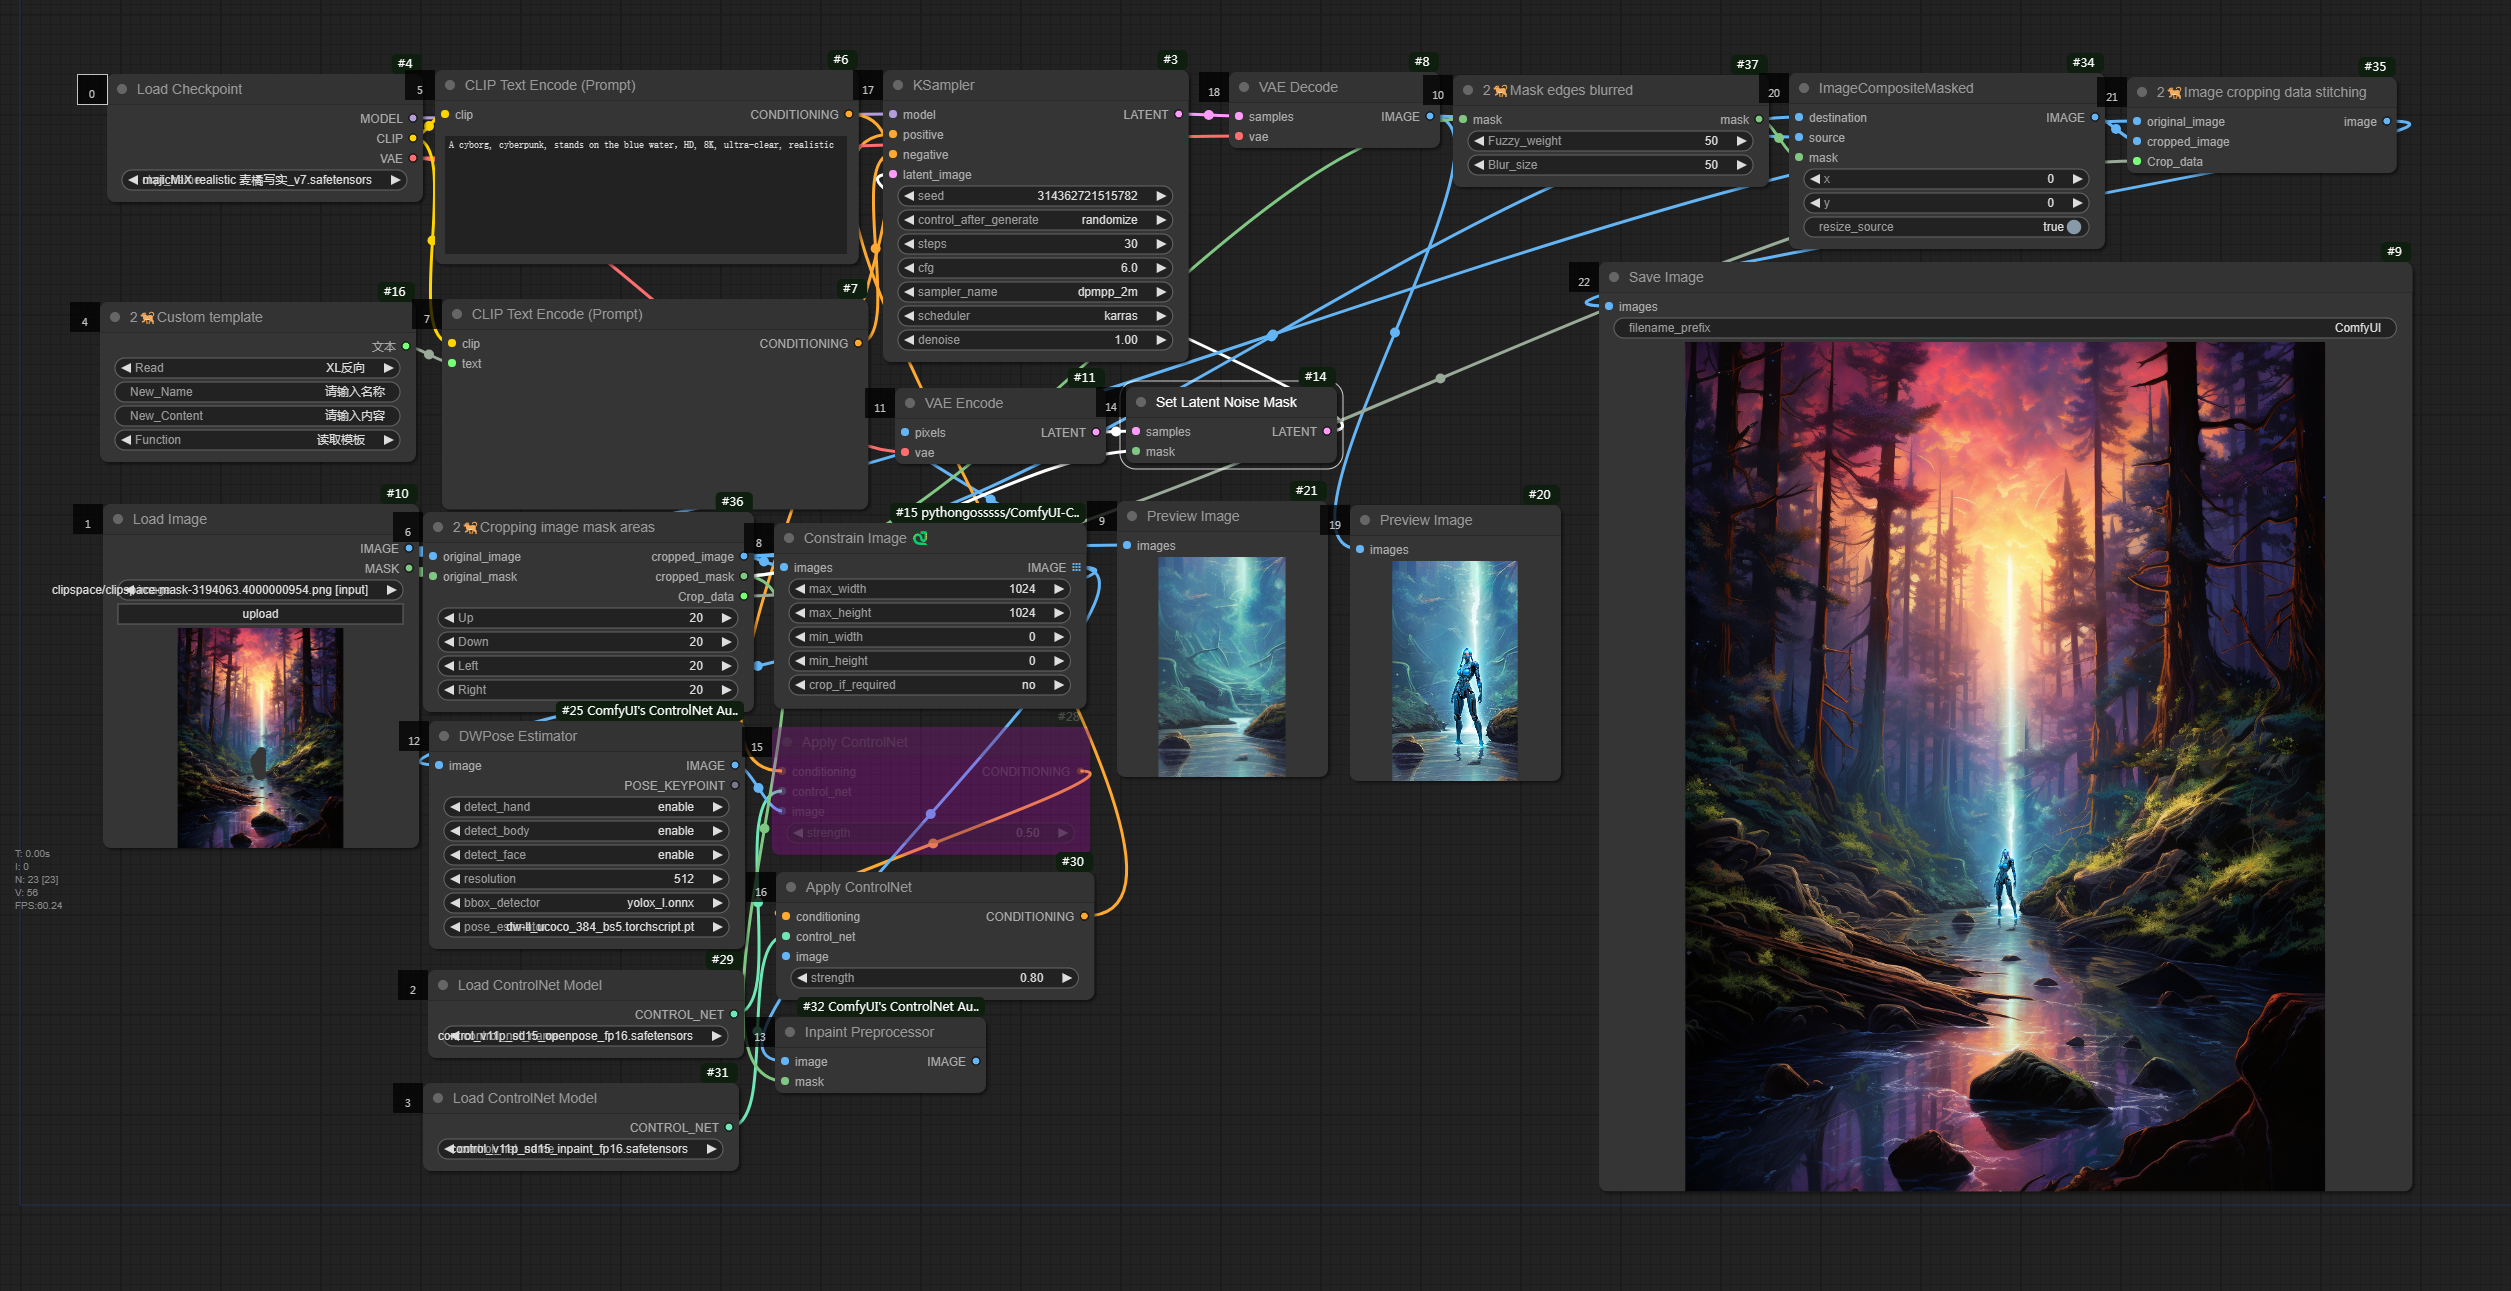 #4
0
Load Checkpoint
MODEL
CLIP
VAE
majicMIX realistic 麦橘写实_v7.safetensors
#6
5
CLIP Text Encode (Prompt)
clip
CONDITIONING
A cyborg, cyberpunk, stands on the blue water, HD, 8K, ultra-clear, realistic
#3
17
KSampler
model
LATENT
positive
negative
latent_image
seed 314362721515782
control_after_generate randomize
steps 30
cfg 6.0
sampler_name dpmpp_2m
scheduler karras
denoise 1.00
#8
18
VAE Decode
samples
IMAGE
vae
#37
10
2🐕Mask edges blurred
mask
mask
Fuzzy_weight 50
Blur_size 50
#34
20
ImageCompositeMasked
destination
IMAGE
source
mask
x 0
y 0
resize_source true
#35
21
2🐕Image cropping data stitching
original_image
image
cropped_image
Crop_data
#9
22
Save Image
images
filename_prefix ComfyUI
#16
4
2🐕Custom template
文本
Read XL反向
New_Name 请输入名称
New_Content 请输入内容
Function 读取模板
#7
7
CLIP Text Encode (Prompt)
clip
CONDITIONING
text
#11
11
VAE Encode
pixels
LATENT
vae
#14
14
Set Latent Noise Mask
samples
LATENT
mask
#10
1
Load Image
IMAGE
MASK
clipspace/clipspace-mask-3194063.4000000954.png [input]
upload
#36
6
2🐕Cropping image mask areas
original_image
cropped_image
original_mask
cropped_mask
Crop_data
Up 20
Down 20
Left 20
Right 20
#15 pythongosssss/ComfyUI-C..
8
Constrain Image
images
IMAGE
max_width 1024
max_height 1024
min_width 0
min_height 0
crop_if_required no
#21
9
Preview Image
images
#20
19
Preview Image
images
#25 ComfyUI's ControlNet Au..
12
DWPose Estimator
image
IMAGE
POSE_KEYPOINT
detect_hand enable
detect_body enable
detect_face enable
resolution 512
bbox_detector yolox_l.onnx
dw-ll_ucoco_384_bs5.torchscript.pt
#28
15
Apply ControlNet
conditioning
CONDITIONING
control_net
image
strength 0.50
#30
16
Apply ControlNet
conditioning
CONDITIONING
control_net
image
strength 0.80
#29
2
Load ControlNet Model
CONTROL_NET
control_v11p_sd15_openpose_fp16.safetensors
#32 ComfyUI's ControlNet Au..
13
Inpaint Preprocessor
image
IMAGE
mask
#31
3
Load ControlNet Model
CONTROL_NET
control_v11p_sd15_inpaint_fp16.safetensors
T: 0.00s
I: 0
N: 23 [23]
V: 56
FPS:60.24